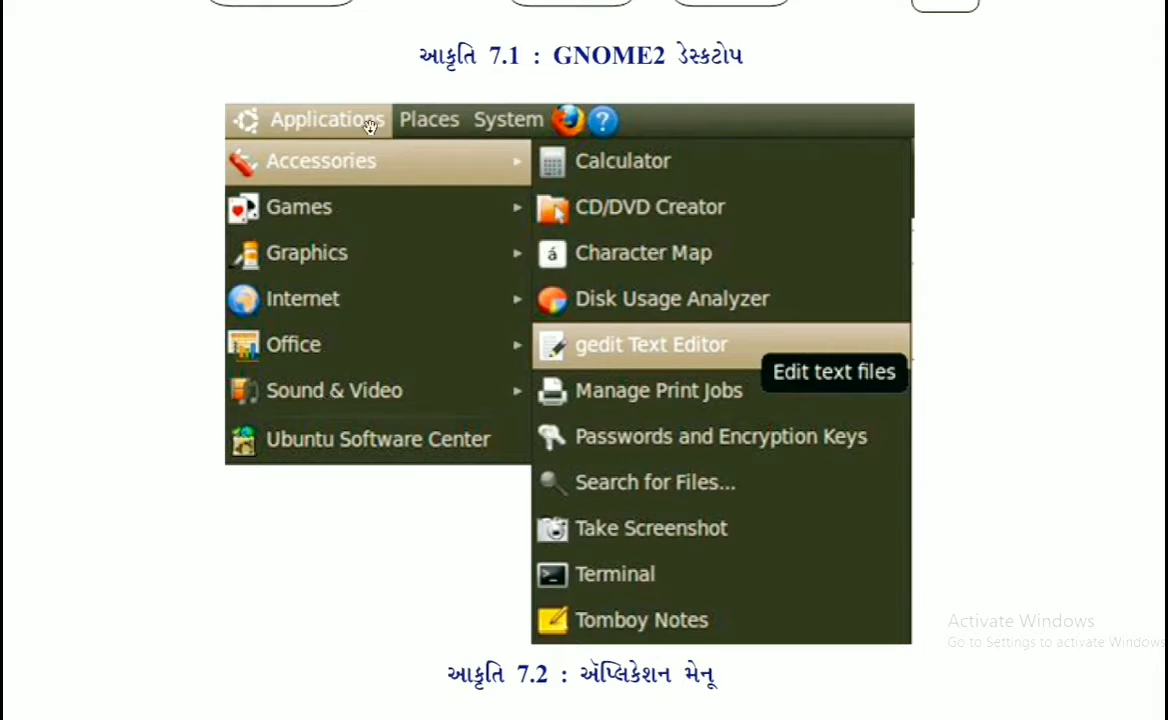 આકૃતિ 7.1 : GNOME2 ડેસ્કટોપ
Applications Places System
Accessories
Games
Graphics
Internet
Office
Sound & Video
Ubuntu Software Center
Calculator
CD/DVD Creator
Character Map
Disk Usage Analyzer
gedit Text Editor
Edit text files
Manage Print Jobs
Passwords and Encryption Keys
Search for Files...
Take Screenshot
Terminal
Tomboy Notes
Activate Windows
Go to Settings to activate Windows
આકૃતિ 7.2 : ઍપ્લિકેશન મેનૂ